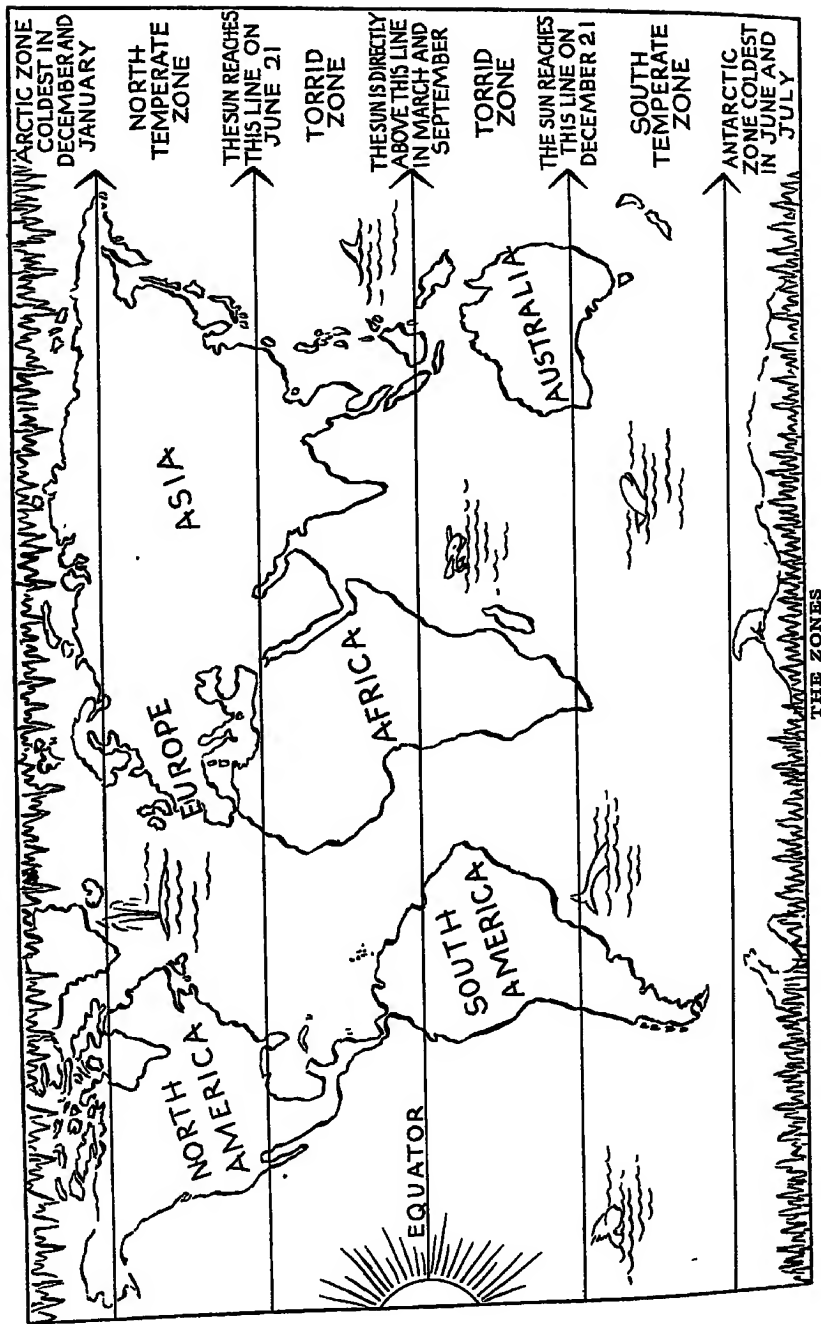 ARCTIC ZONE
COLDEST IN
DECEMBER AND
JANUARY
NORTH
TEMPERATE
ZONE
THE SUN REACHES
THIS LINE ON
JUNE 21
TORRID
ZONE
THE SUN IS DIRECTLY
ABOVE THIS LINE
IN MARCH AND
SEPTEMBER
TORRID
ZONE
THE SUN REACHES
THIS LINE ON
DECEMBER 21
SOUTH
TEMPERATE
ZONE
ANTARCTIC
ZONE COLDEST
IN JUNE AND
JULY
NORTH
AMERICA
EUROPE
ASIA
AFRICA
SOUTH
AMERICA
AUSTRALIA
EQUATOR
THE ZONES